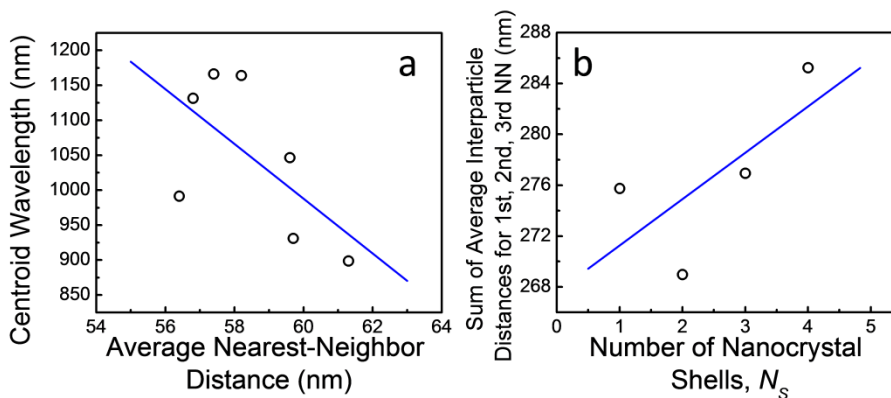 a
Centroid Wavelength (nm)
1200
1150
1100
1050
1000
950
900
850
54 56 58 60 62 64
Average Nearest-Neighbor
Distance (nm)
b
Sum of Average Interparticle
Distances for 1st, 2nd, 3rd NN (nm)
288
284
280
276
272
268
0 1 2 3 4 5
Number of Nanocrystal
Shells, Nₛ